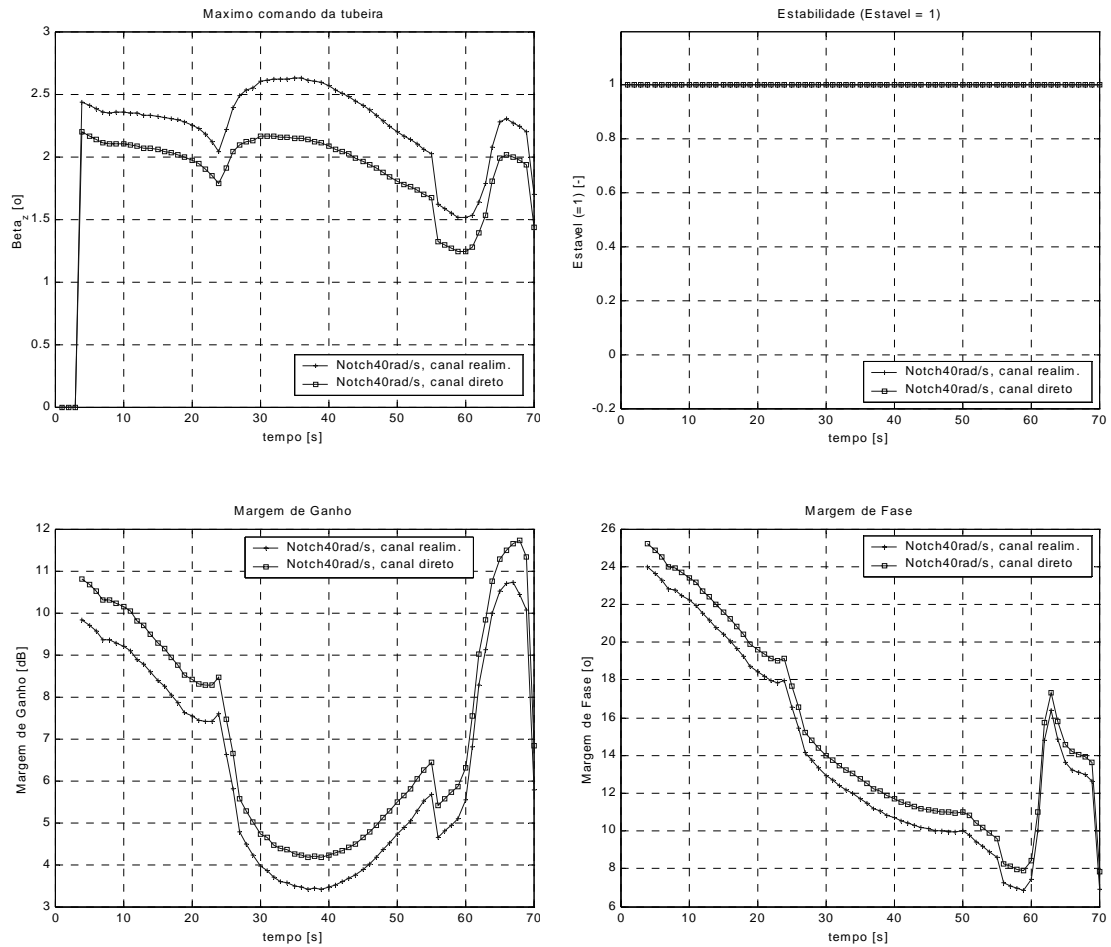 Maximo comando da tubeira
3
2.5
2
1.5
1
0.5
0
Beta_z [o]
0 10 20 30 40 50 60 70
tempo [s]
Notch40rad/s, canal realim.
Notch40rad/s, canal direto
Estabilidade (Estavel = 1)
1
0.8
0.6
0.4
0.2
0
-0.2
Estavel (=1) [-]
0 10 20 30 40 50 60 70
tempo [s]
Notch40rad/s, canal realim.
Notch40rad/s, canal direto
Margem de Ganho
12
11
10
9
8
7
6
5
4
3
Margem de Ganho [dB]
0 10 20 30 40 50 60 70
tempo [s]
Notch40rad/s, canal realim.
Notch40rad/s, canal direto
Margem de Fase
26
24
22
20
18
16
14
12
10
8
6
Margem de Fase [o]
0 10 20 30 40 50 60 70
tempo [s]
Notch40rad/s, canal realim.
Notch40rad/s, canal direto